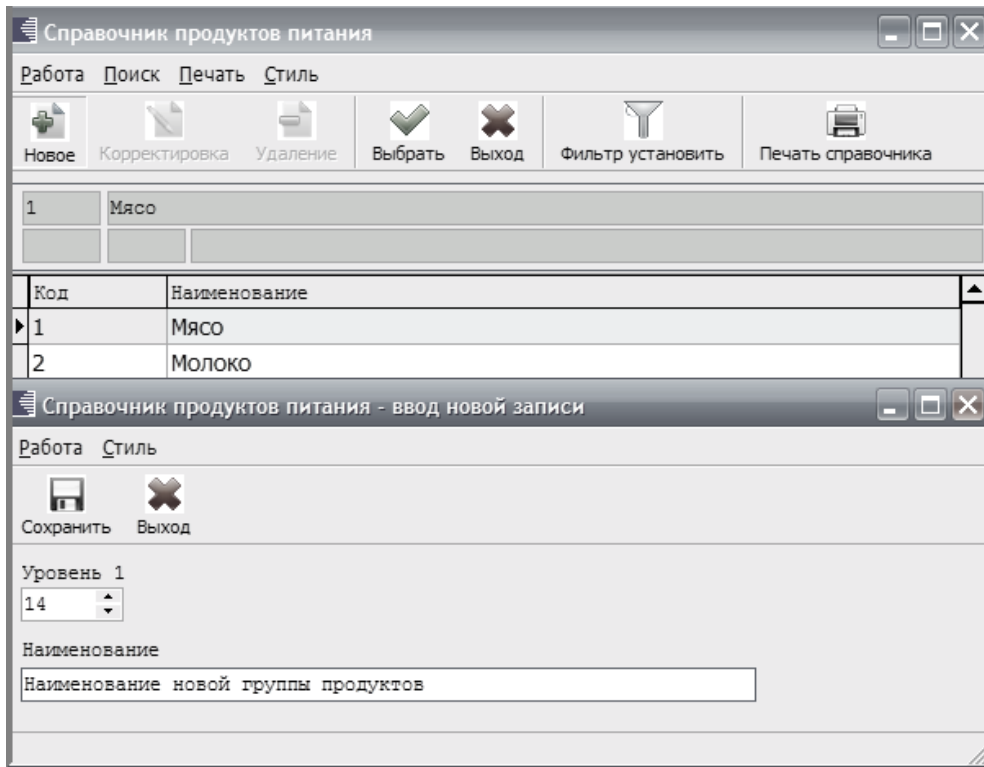 Справочник продуктов питания
Работа Поиск Печать Стиль
Новое Корректировка Удаление Выбрать Выход Фильтр установить Печать справочника
1 Мясо
Код Наименование
1 Мясо
2 Молоко
Справочник продуктов питания - ввод новой записи
Работа Стиль
Сохранить Выход
Уровень 1
14
Наименование
Наименование новой группы продуктов